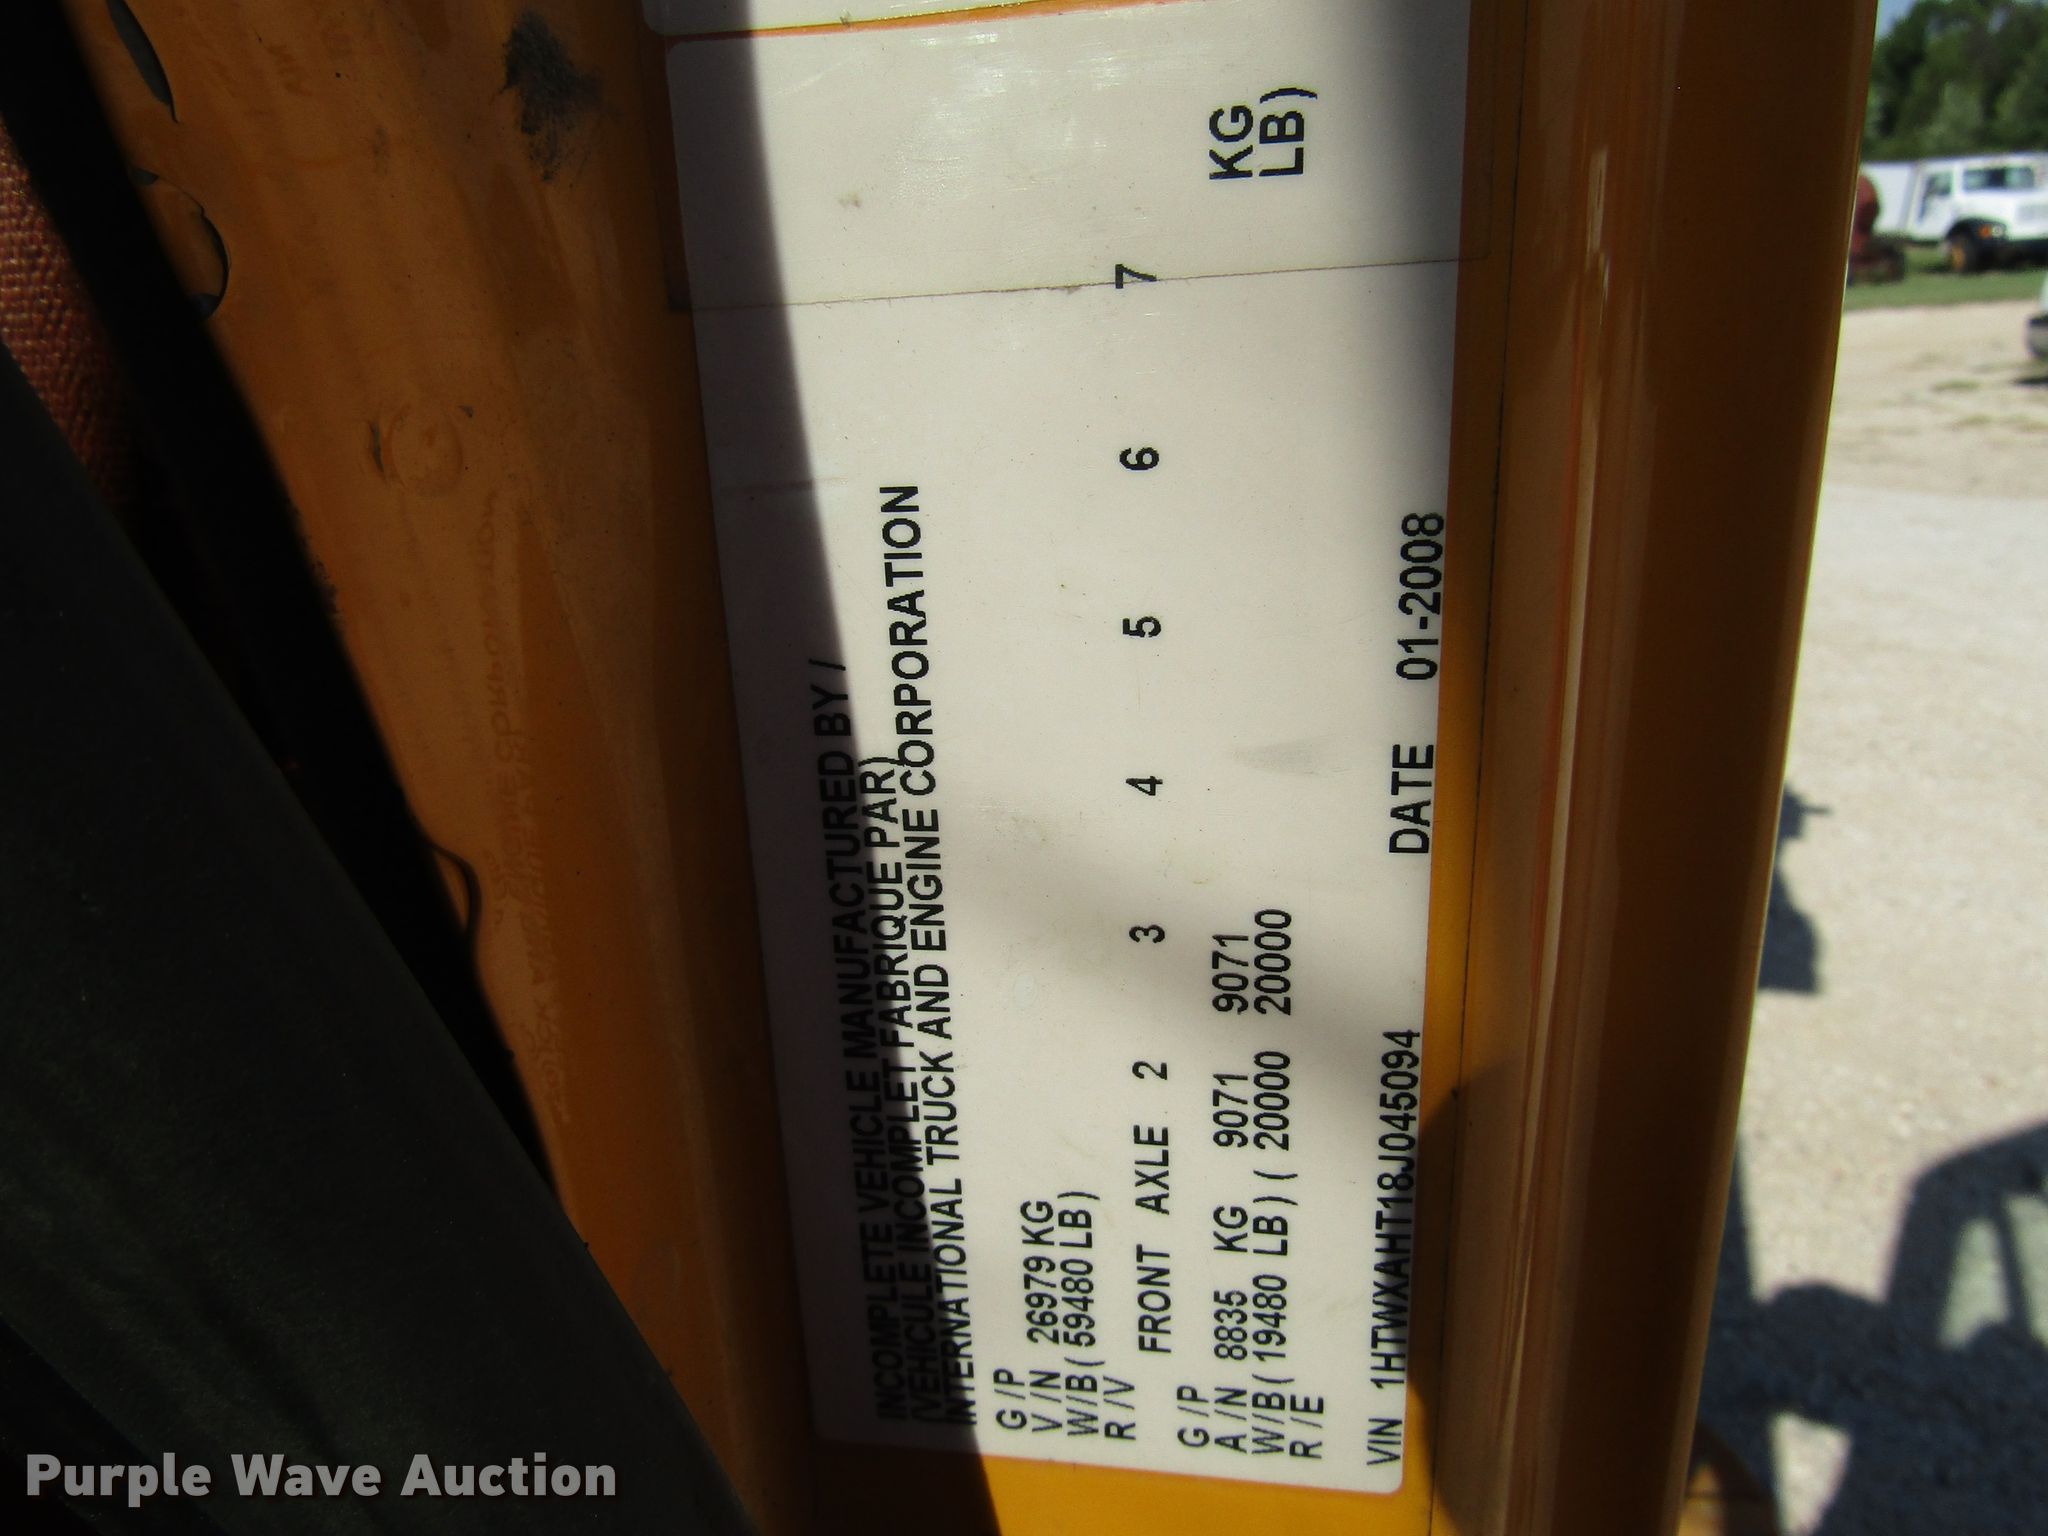 INCOMPLETE VEHICLE MANUFACTURED BY /
(VEHICULE INCOMPLET FABRIQUE PAR)
INTERNATIONAL TRUCK AND ENGINE CORPORATION
G /P
V /N 26979 KG
W/B( 59480 LB)
R /V
FRONT AXLE 2 3 4 5 6 7
G /P
A /N 8835 KG 9071 9071 KG
W/B( 19480 LB) ( 20000 20000 LB)
R /E
VIN 1HTWXAHT18J045094 DATE 01-2008
Purple Wave Auction